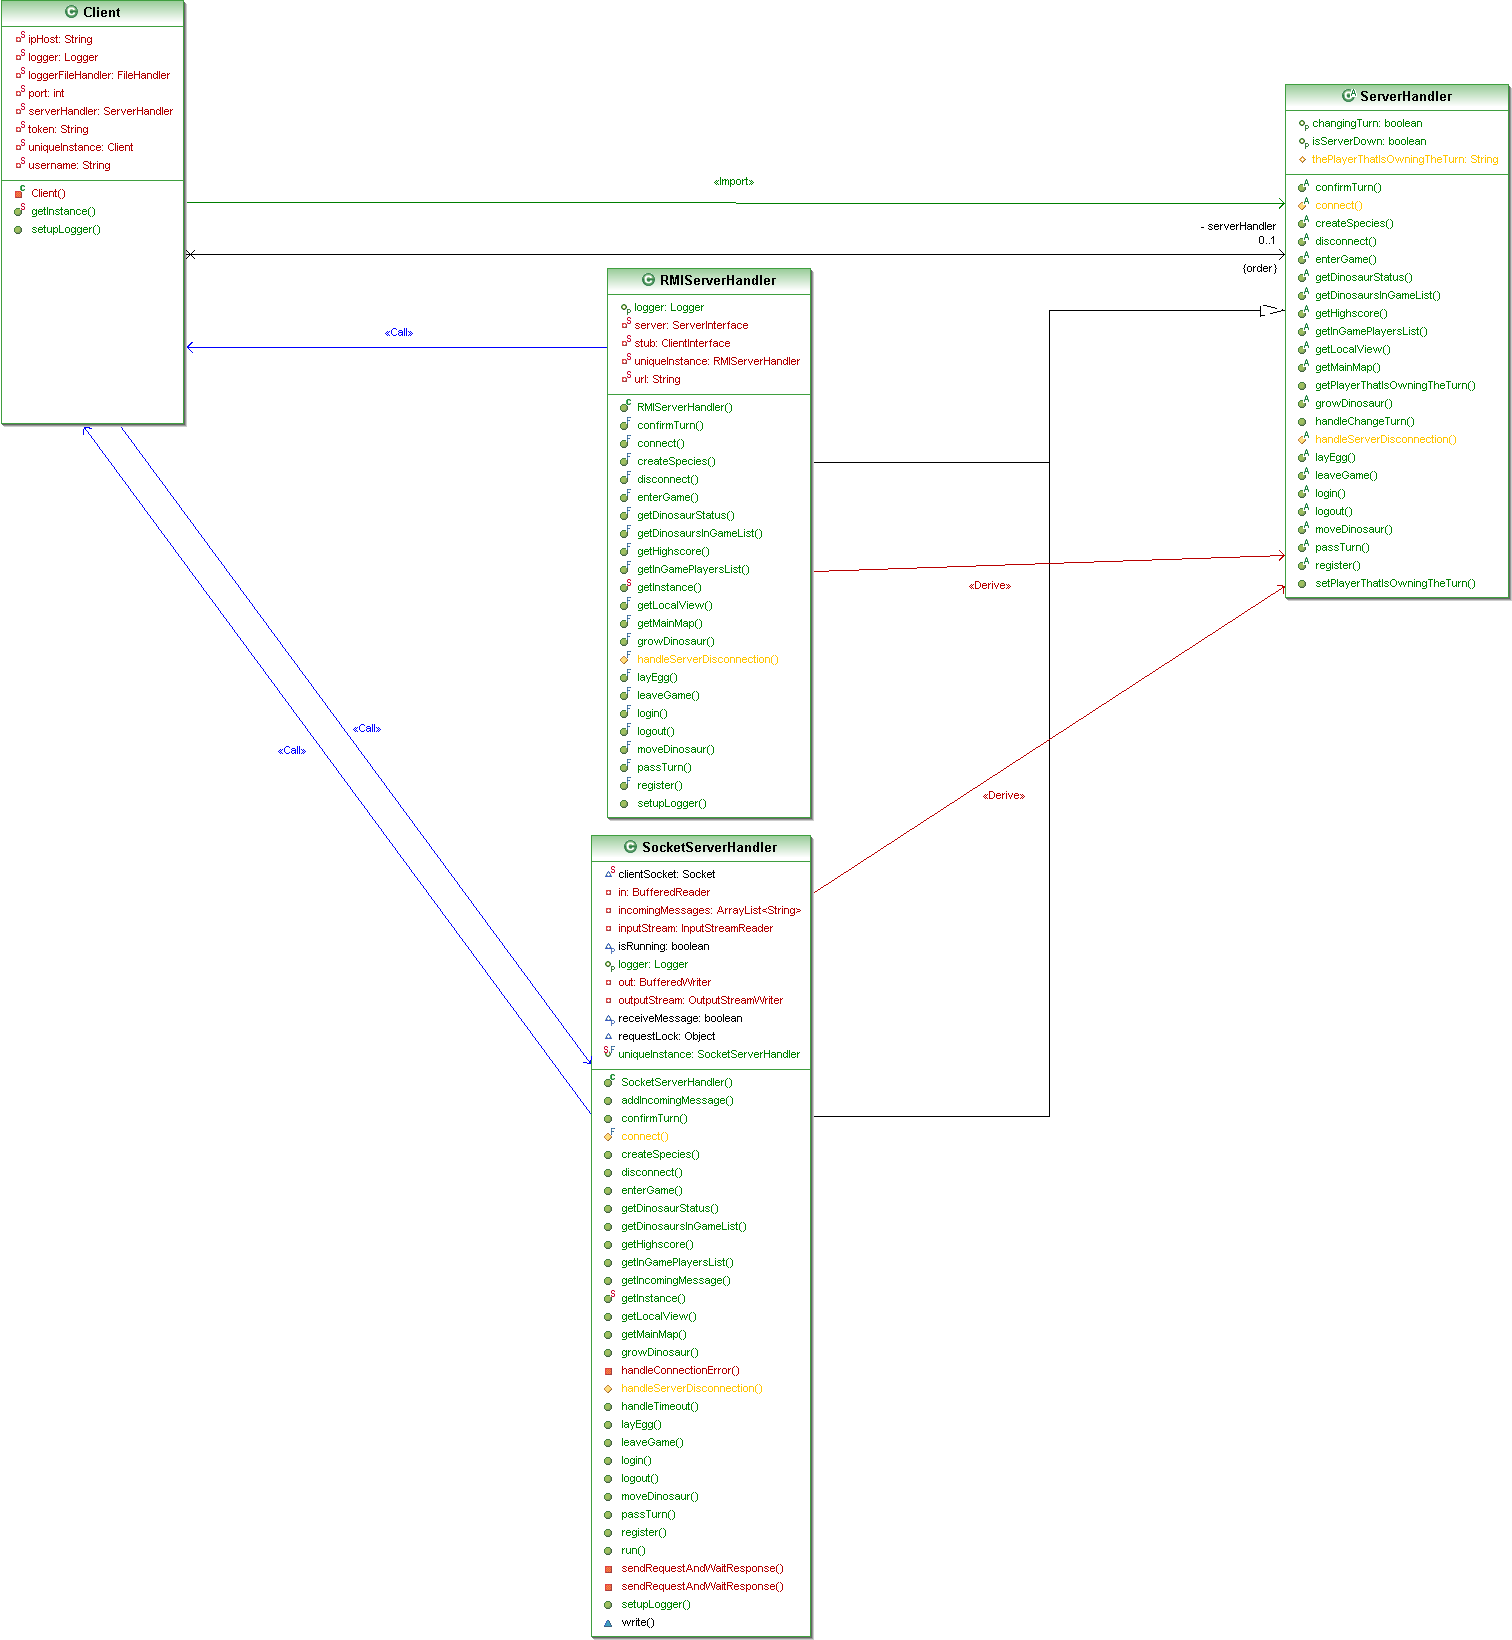 Client
ipHost: String
logger: Logger
loggerFileHandler: FileHandler
port: int
serverHandler: ServerHandler
token: String
uniqueInstance: Client
username: String
Client()
getInstance()
setupLogger()
«Import»
- serverHandler
0..1
{order}
«Call»
«Call»
«Call»
«Derive»
«Derive»
ServerHandler
changingTurn: boolean
isServerDown: boolean
thePlayerThatIsOwningTheTurn: String
confirmTurn()
connect()
createSpecies()
disconnect()
enterGame()
getDinosaurStatus()
getDinosaursInGameList()
getHighscore()
getInGamePlayersList()
getLocalView()
getMainMap()
getPlayerThatIsOwningTheTurn()
growDinosaur()
handleChangeTurn()
handleServerDisconnection()
layEgg()
leaveGame()
login()
logout()
moveDinosaur()
passTurn()
register()
setPlayerThatIsOwningTheTurn()
RMIServerHandler
logger: Logger
server: ServerInterface
stub: ClientInterface
uniqueInstance: RMIServerHandler
url: String
RMIServerHandler()
confirmTurn()
connect()
createSpecies()
disconnect()
enterGame()
getDinosaurStatus()
getDinosaursInGameList()
getHighscore()
getInGamePlayersList()
getInstance()
getLocalView()
getMainMap()
growDinosaur()
handleServerDisconnection()
layEgg()
leaveGame()
login()
logout()
moveDinosaur()
passTurn()
register()
setupLogger()
SocketServerHandler
clientSocket: Socket
in: BufferedReader
incomingMessages: ArrayList<String>
inputStream: InputStreamReader
isRunning: boolean
logger: Logger
out: BufferedWriter
outputStream: OutputStreamWriter
receiveMessage: boolean
requestLock: Object
uniqueInstance: SocketServerHandler
SocketServerHandler()
addIncomingMessage()
confirmTurn()
connect()
createSpecies()
disconnect()
enterGame()
getDinosaurStatus()
getDinosaursInGameList()
getHighscore()
getInGamePlayersList()
getIncomingMessage()
getInstance()
getLocalView()
getMainMap()
growDinosaur()
handleConnectionError()
handleServerDisconnection()
handleTimeout()
layEgg()
leaveGame()
login()
logout()
moveDinosaur()
passTurn()
register()
run()
sendRequestAndWaitResponse()
sendRequestAndWaitResponse()
setupLogger()
write()